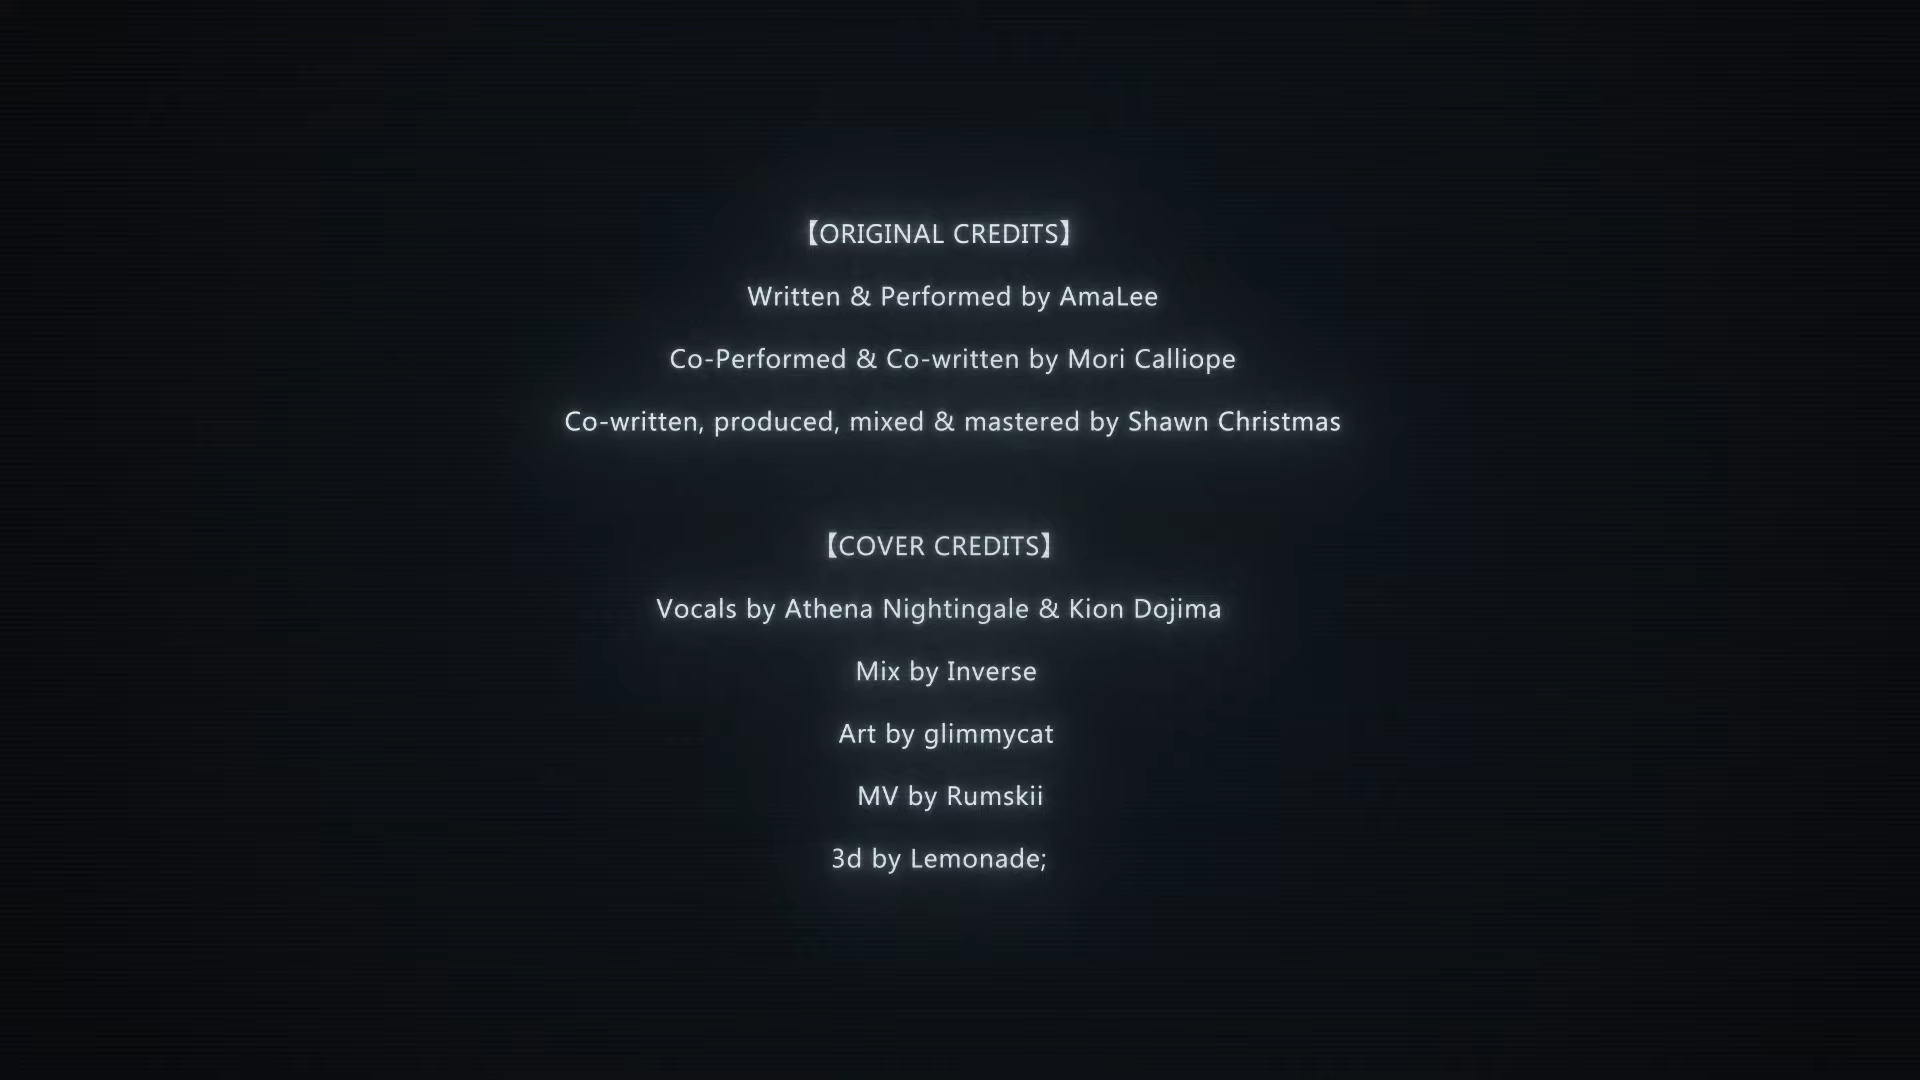 【ORIGINAL CREDITS】
Written & Performed by AmaLee
Co-Performed & Co-written by Mori Calliope
Co-written, produced, mixed & mastered by Shawn Christmas
【COVER CREDITS】
Vocals by Athena Nightingale & Kion Dojima
Mix by Inverse
Art by glimmycat
MV by Rumskii
3d by Lemonade;